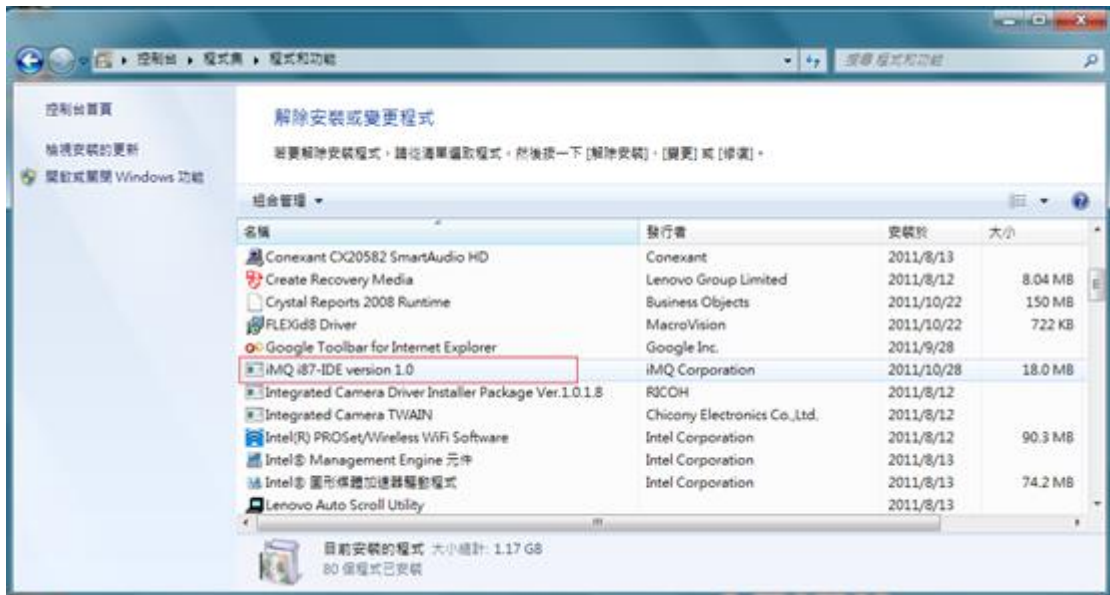 控制台 ▸ 程式集 ▸ 程式和功能
搜尋 程式和功能
控制台首頁
檢視安裝的更新
開啟或關閉 Windows 功能
解除安裝或變更程式
若要解除安裝程式，請從清單選取程式，然後按一下 [解除安裝]、[變更] 或 [修復]。
組合管理 ▾
名稱 發行者 安裝於 大小
Conexant CX20582 SmartAudio HD Conexant 2011/8/13
Create Recovery Media Lenovo Group Limited 2011/8/12 8.04 MB
Crystal Reports 2008 Runtime Business Objects 2011/10/22 150 MB
FLEXid8 Driver MacroVision 2011/10/22 722 KB
Google Toolbar for Internet Explorer Google Inc. 2011/9/28
iMQ i87-IDE version 1.0 iMQ Corporation 2011/10/28 18.0 MB
Integrated Camera Driver Installer Package Ver.1.0.1.8 RICOH 2011/8/12
Integrated Camera TWAIN Chicony Electronics Co.,Ltd. 2011/8/12
Intel(R) PROSet/Wireless WiFi Software Intel Corporation 2011/8/12 90.3 MB
Intel® Management Engine 元件 Intel Corporation 2011/8/13
Intel® 圖形媒體加速器驅動程式 Intel Corporation 2011/8/13 74.2 MB
Lenovo Auto Scroll Utility 2011/8/13
目前安裝的程式 大小總計: 1.17 GB
80 個程式已安裝